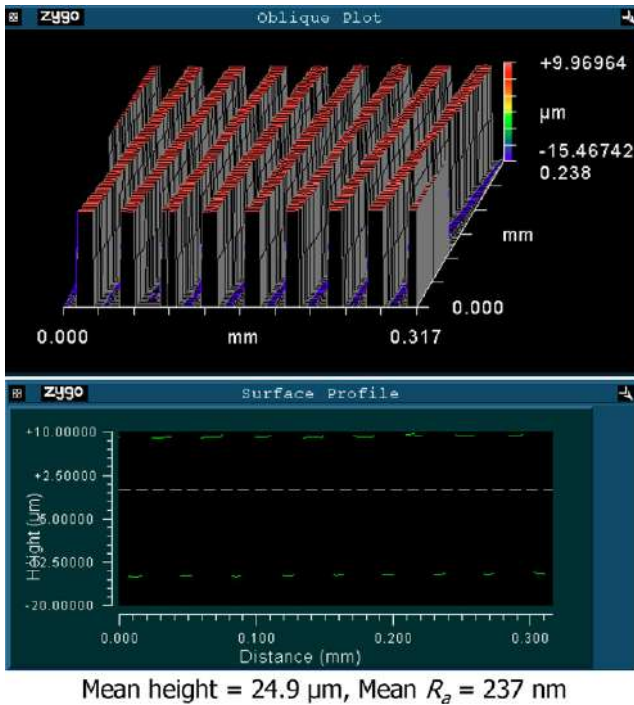 zygo Oblique Plot
+9.96964
µm
-15.46742
0.238
mm
0.000
0.000 mm 0.317
zygo Surface Profile
+10.00000
+2.50000
-5.00000
-12.50000
-20.00000
Height (µm)
0.000 0.100 0.200 0.300
Distance (mm)
Mean height = 24.9 µm, Mean Ra = 237 nm